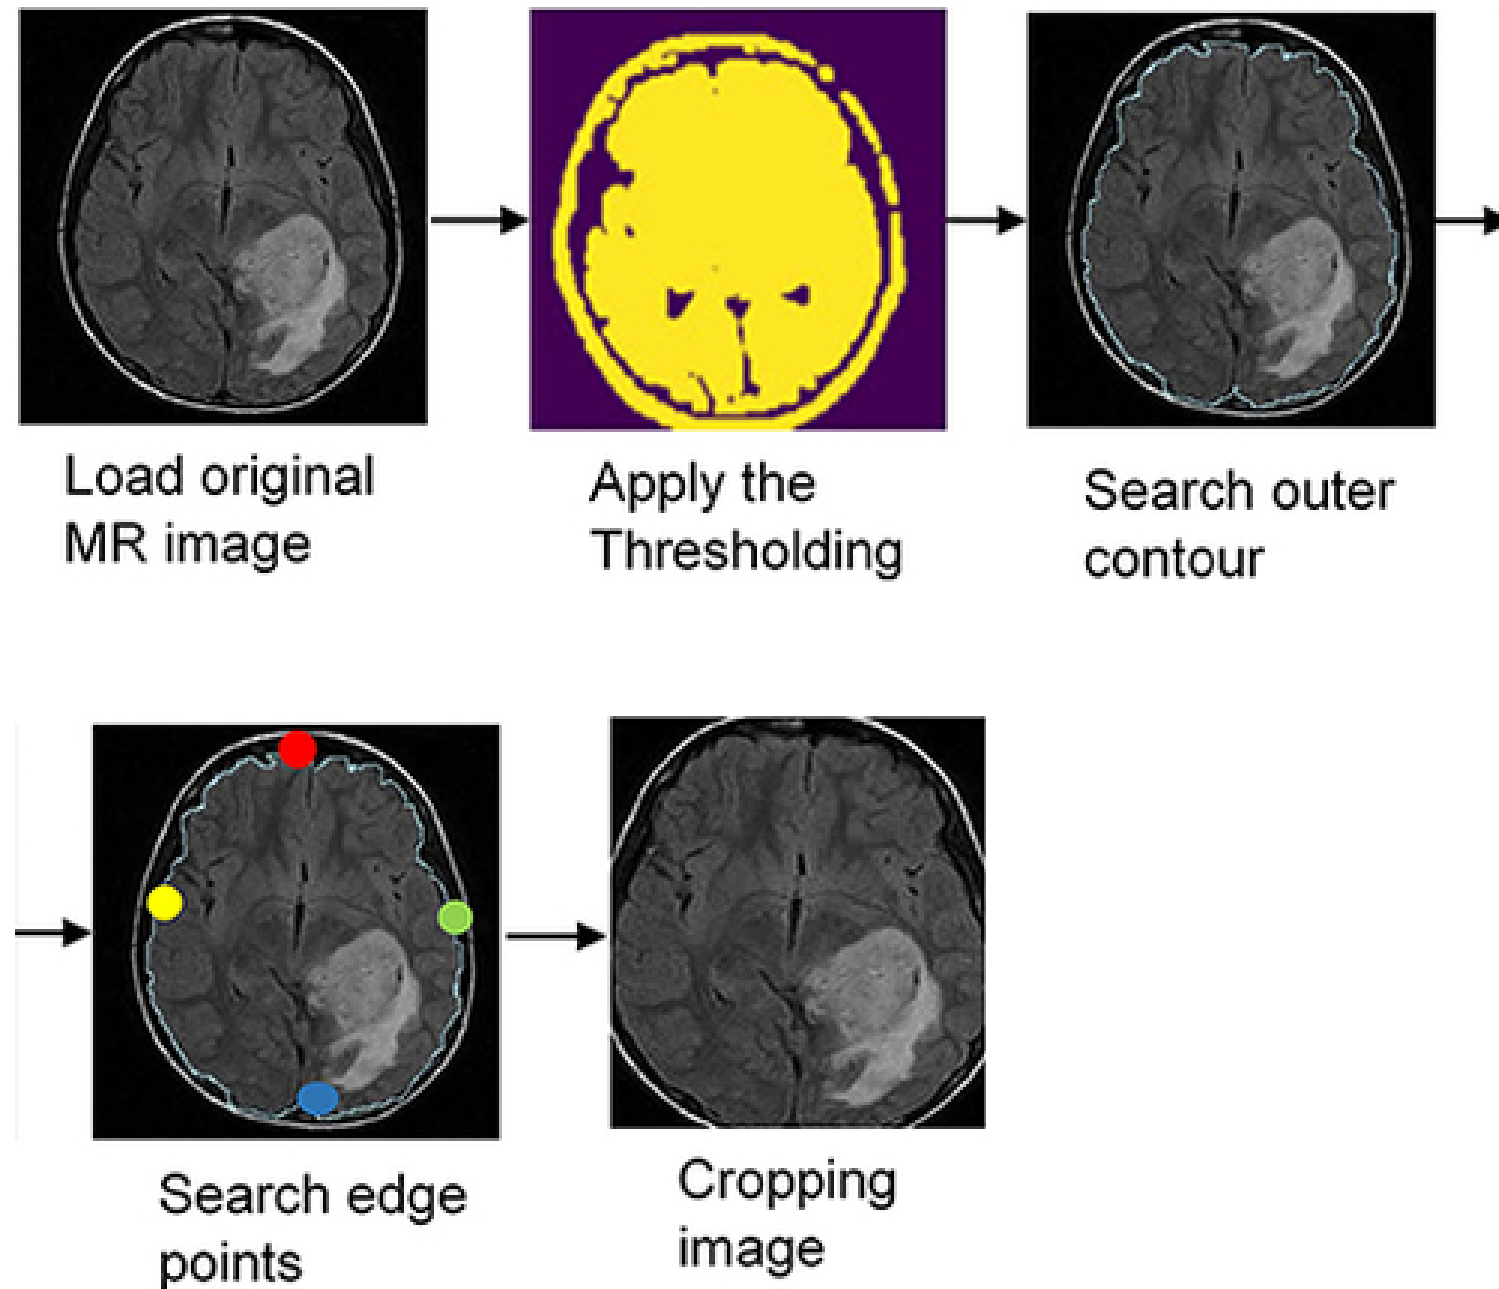 Load original
MR image
Apply the
Thresholding
Search outer
contour
Search edge
points
Cropping
image